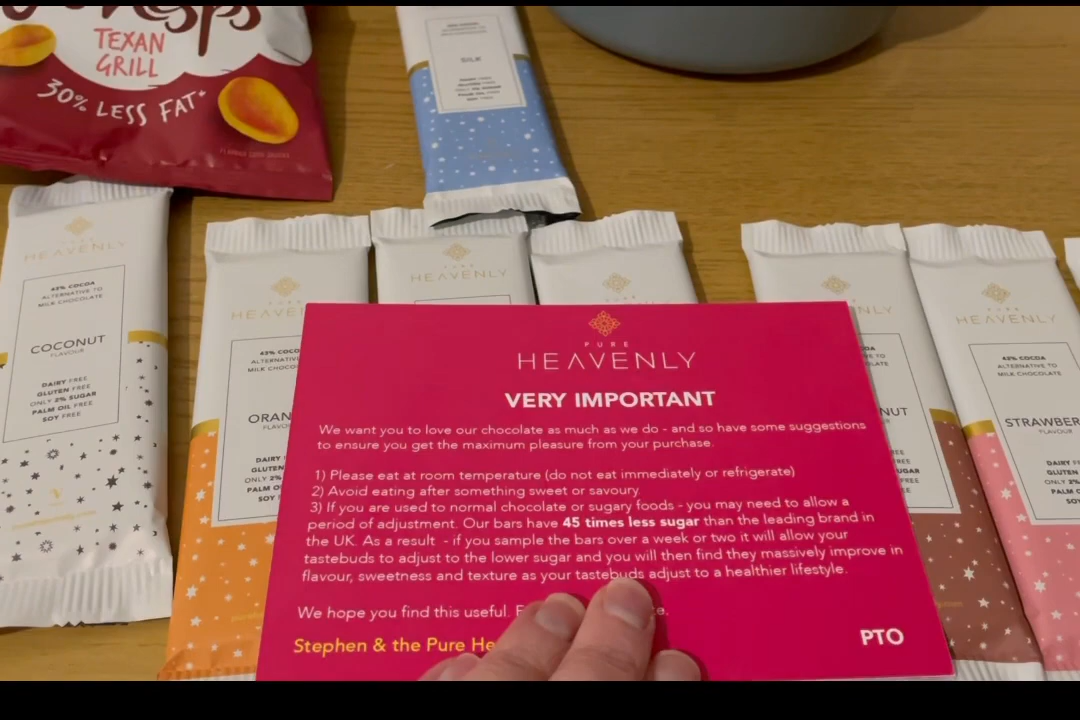 TEXAN
GRILL
30% LESS FAT*
SILK
HEAVENLY
43% COCOA
ALTERNATIVE TO
MILK CHOCOLATE
COCONUT
FLAVOUR
DAIRY FREE
GLUTEN FREE
ONLY 2% SUGAR
PALM OIL FREE
SOY FREE
PURE
HEAVENLY
HEAVENLY
43% COCOA
ALTERNATIVE TO
MILK CHOCOLATE
STRAWBER
FLAVOUR
PURE
HEAVENLY
VERY IMPORTANT
We want you to love our chocolate as much as we do - and so have some suggestions
to ensure you get the maximum pleasure from your purchase.
1) Please eat at room temperature (do not eat immediately or refrigerate)
2) Avoid eating after something sweet or savoury.
3) If you are used to normal chocolate or sugary foods - you may need to allow a
period of adjustment. Our bars have 45 times less sugar than the leading brand in
the UK. As a result - if you sample the bars over a week or two it will allow your
tastebuds to adjust to the lower sugar and you will then find they massively improve in
flavour, sweetness and texture as your tastebuds adjust to a healthier lifestyle.
We hope you find this useful.
Stephen & the Pure He
PTO